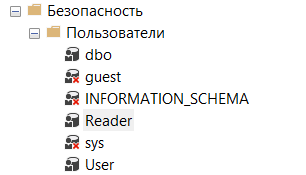 Безопасность
Пользователи
dbo
guest
INFORMATION_SCHEMA
Reader
sys
User